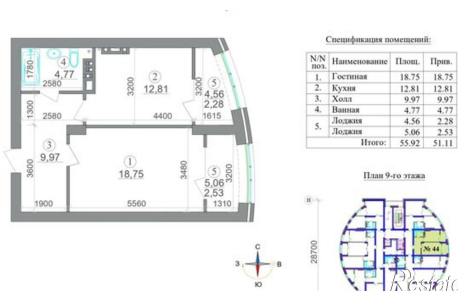 Спецификация помещений:
N/N поз. Наименование Площ. Прив.
1. Гостиная 18.75 18.75
2. Кухня 12.81 12.81
3. Холл 9.97 9.97
4. Ванная 4.77 4.77
5. Лоджия 4.56 2.28
Лоджия 5.06 2.53
Итого: 55.92 51.11
1780
4
4.77
2580
2
12.81
3200
5
4.56
2.28
3200
1300
2580
4400
1615
3
9.97
3600
1
18.75
3480
5
5.06
2.53
3200
1900
5560
1310
С
З
В
Ю
План 9-го этажа
28700
№ 44